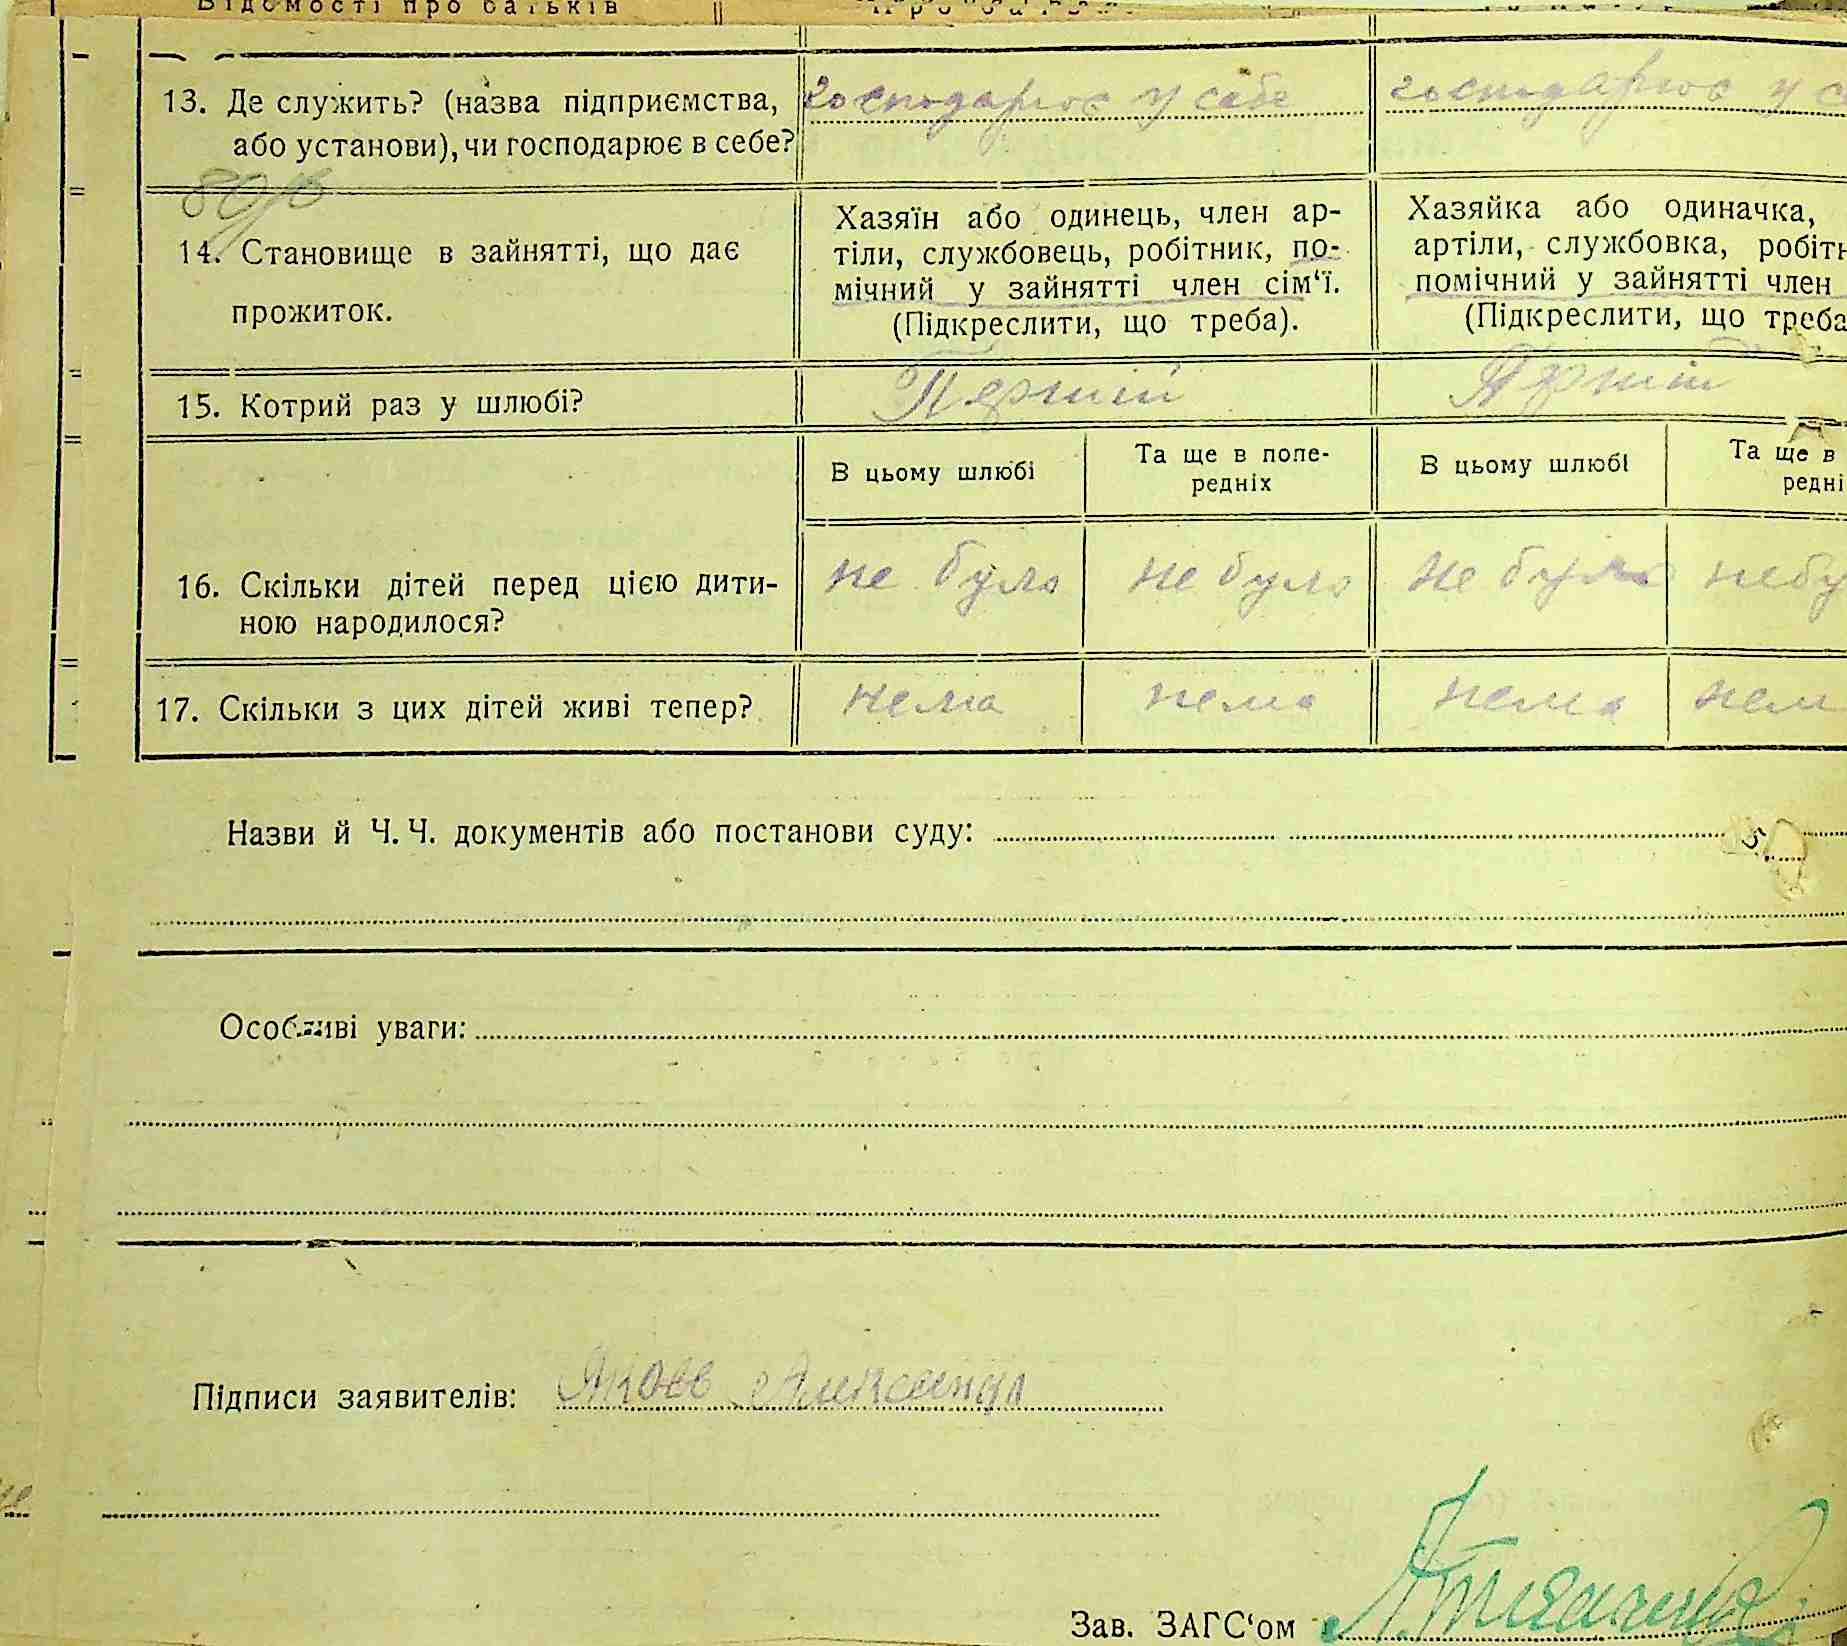 Відомості про батьків
13. Де служить? (назва підприємства, господарює у себе господарює у с
або установи), чи господарює в себе?
80/в
14. Становище в зайнятті, що дає
прожиток.
Хазяїн або одинець, член ар-
тіли, службовець, робітник, по-
мічний у зайнятті член сім‘ї.
(Підкреслити, що треба).
Хазяйка або одиначка,
артіли, службовка, робітн
помічний у зайнятті член
(Підкреслити, що треба
15. Котрий раз у шлюбі? Перший Перший
В цьому шлюбі
Та ще в попе-
редніх
В цьому шлюбі
Та ще в
редні
16. Скільки дітей перед цією дити- не було не було не було небу
ною народилося?
17. Скільки з цих дітей живі тепер? нема нема нема нем
Назви й Ч. Ч. документів або постанови суду:
Особливі уваги:
Підписи заявителів: Яков
Зав. ЗАГС‘ом